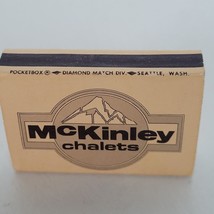 POCKETBOX ® ◄ DIAMOND MATCH DIV. ◄ SEATTLE, WASH.
McKinley
chalets